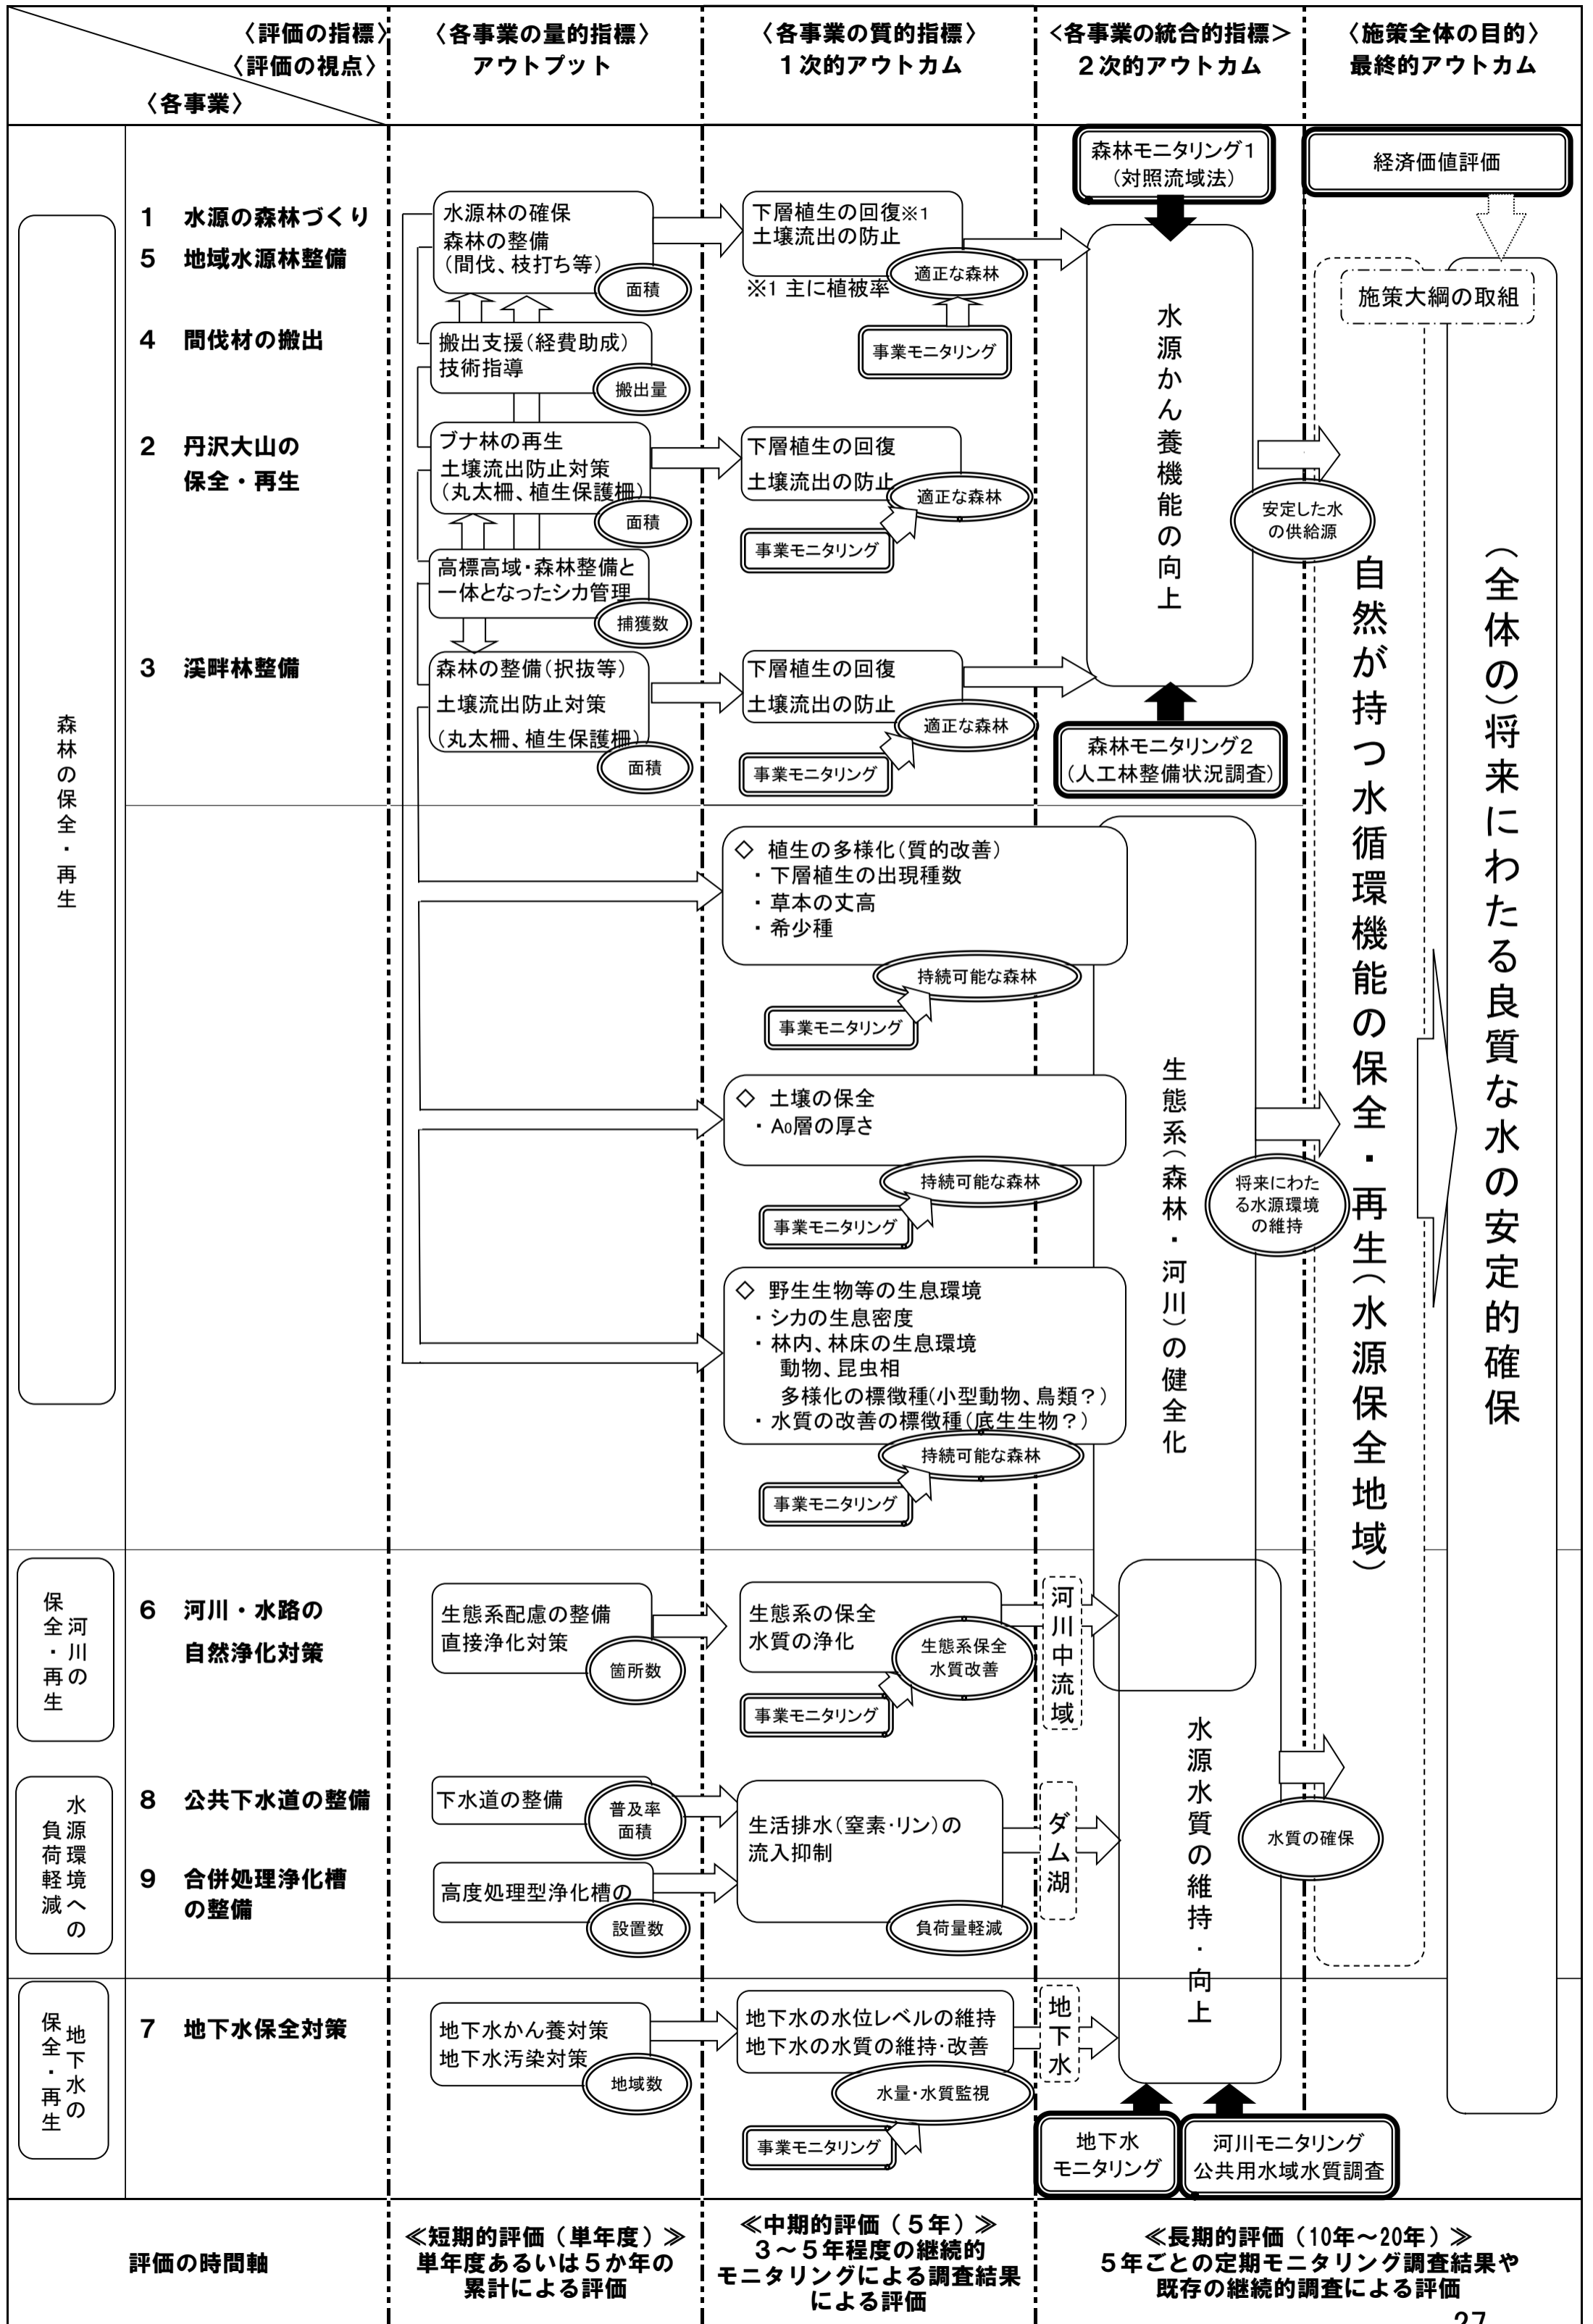 〈評価の指標〉
〈評価の視点〉
〈各事業〉
〈各事業の量的指標〉
アウトプット
〈各事業の質的指標〉
１次的アウトカム
＜各事業の統合的指標＞
２次的アウトカム
〈施策全体の目的〉
最終的アウトカム
森林の保全・再生
1 水源の森林づくり
5 地域水源林整備
水源林の確保
森林の整備
（間伐、枝打ち等）
面積
下層植生の回復※1
土壌流出の防止
適正な森林
※1 主に植被率
事業モニタリング
4 間伐材の搬出
搬出支援（経費助成）
技術指導
搬出量
2 丹沢大山の
保全・再生
ブナ林の再生
土壌流出防止対策
（丸太柵、植生保護柵）
面積
下層植生の回復
土壌流出の防止
適正な森林
事業モニタリング
高標高域・森林整備と
一体となったシカ管理
捕獲数
3 渓畔林整備
森林の整備（択抜等）
土壌流出防止対策
（丸太柵、植生保護柵）
面積
下層植生の回復
土壌流出の防止
適正な森林
事業モニタリング
森林モニタリング1
（対照流域法）
水源かん養機能の向上
安定した水
の供給源
森林モニタリング2
（人工林整備状況調査）
経済価値評価
施策大綱の取組
自然が持つ水循環機能の保全・再生（水源保全地域）
（全体の）将来にわたる良質な水の安定的確保
◇ 植生の多様化（質的改善）
・下層植生の出現種数
・草本の丈高
・希少種
持続可能な森林
事業モニタリング
◇ 土壌の保全
・A0層の厚さ
持続可能な森林
事業モニタリング
◇ 野生生物等の生息環境
・シカの生息密度
・林内、林床の生息環境
動物、昆虫相
多様化の標徴種(小型動物、鳥類？)
・水質の改善の標徴種(底生生物？)
持続可能な森林
事業モニタリング
生態系（森林・河川）の健全化
将来にわた
る水源環境
の維持
河川の
保全・再生
6 河川・水路の
自然浄化対策
生態系配慮の整備
直接浄化対策
箇所数
生態系の保全
水質の浄化
生態系保全
水質改善
事業モニタリング
河川中流域
水源環境への
負荷軽減
8 公共下水道の整備
下水道の整備
普及率
面積
9 合併処理浄化槽
の整備
高度処理型浄化槽の
設置数
生活排水（窒素・リン）の
流入抑制
負荷量軽減
ダム湖
水源水質の維持・向上
水質の確保
地下水の
保全・再生
7 地下水保全対策
地下水かん養対策
地下水汚染対策
地域数
地下水の水位レベルの維持
地下水の水質の維持・改善
水量・水質監視
事業モニタリング
地下水
地下水
モニタリング
河川モニタリング
公共用水域水質調査
評価の時間軸
≪短期的評価（単年度）≫
単年度あるいは５か年の
累計による評価
≪中期的評価（５年）≫
３～５年程度の継続的
モニタリングによる調査結果
による評価
≪長期的評価（10年～20年）≫
５年ごとの定期モニタリング調査結果や
既存の継続的調査による評価
27